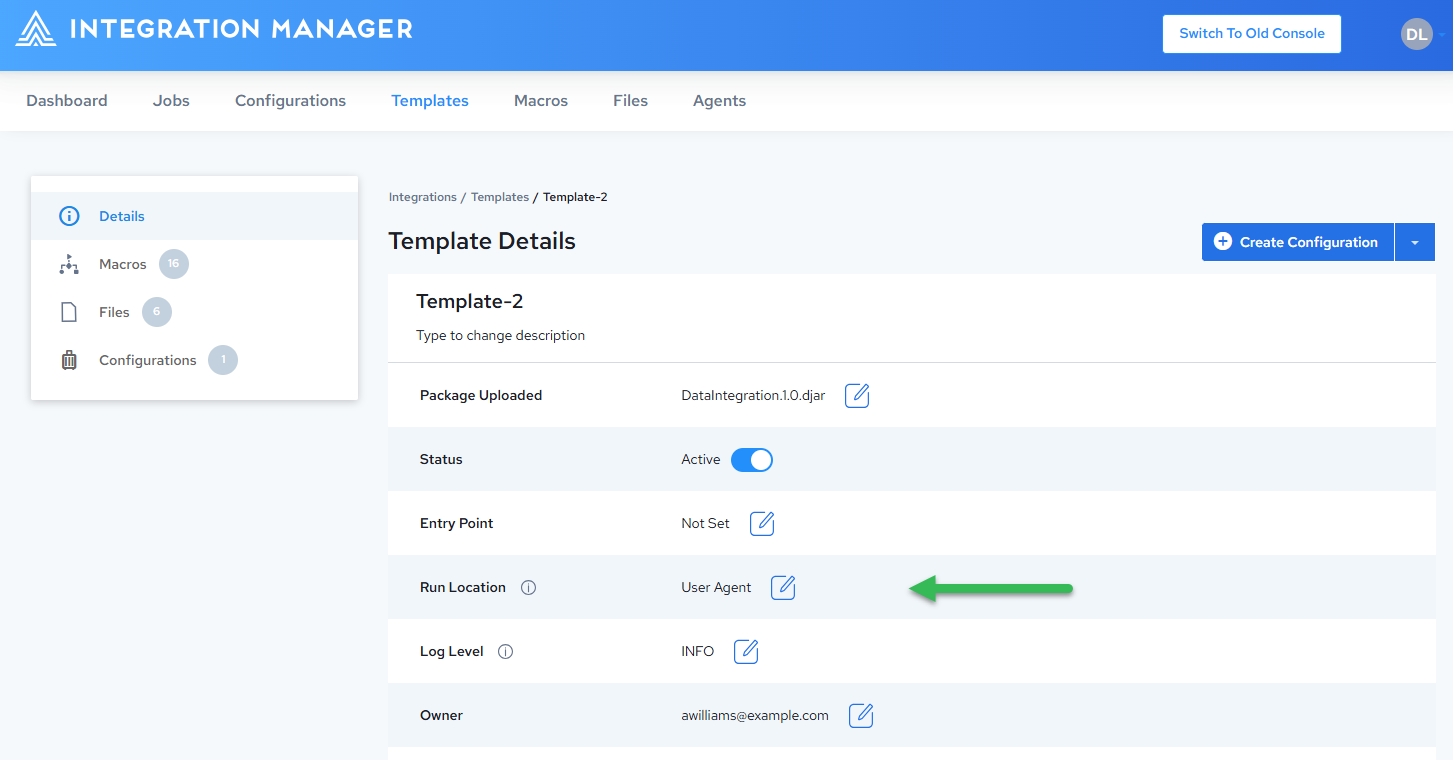 INTEGRATION MANAGER
Switch To Old Console
DL
Dashboard Jobs Configurations Templates Macros Files Agents
Details
Macros 16
Files 6
Configurations 1
Integrations / Templates / Template-2
Template Details
Create Configuration
Template-2
Type to change description
Package Uploaded DataIntegration.1.0.djar
Status Active
Entry Point Not Set
Run Location User Agent
Log Level INFO
Owner awilliams@example.com